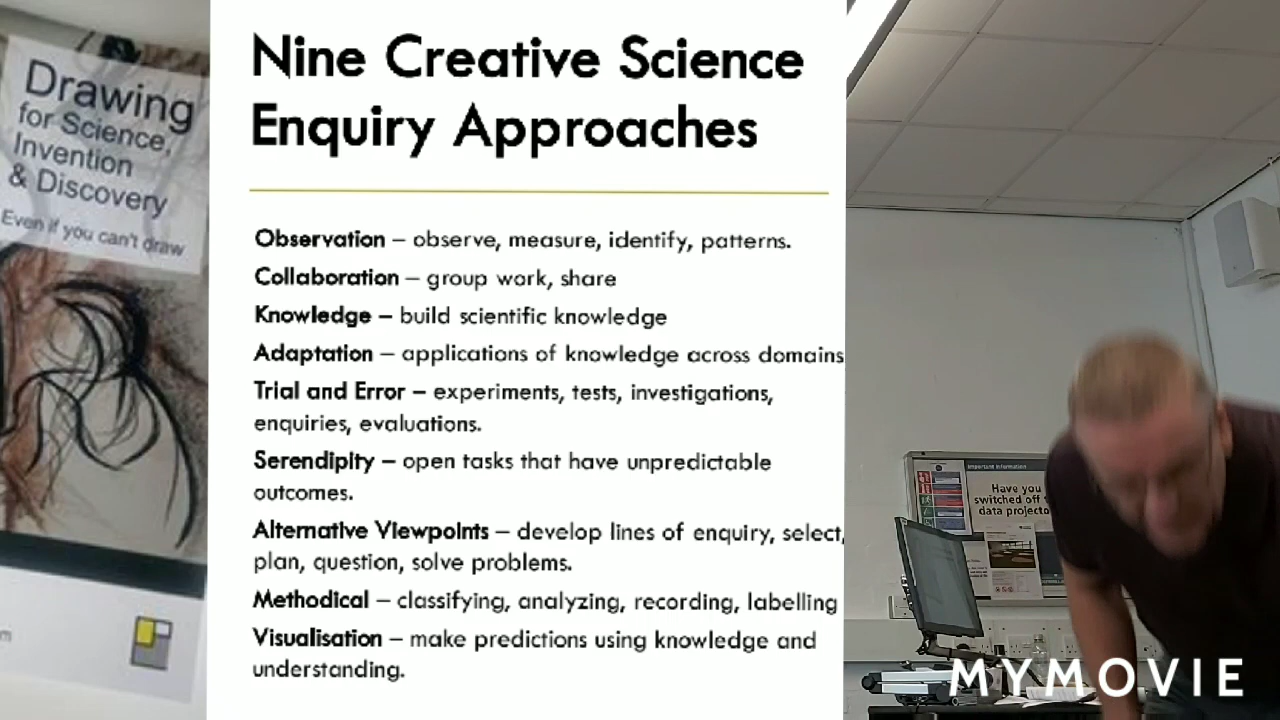 Drawing
for Science,
Invention
& Discovery
Even if you can't draw
Nine Creative Science
Enquiry Approaches
Observation – observe, measure, identify, patterns.
Collaboration – group work, share
Knowledge – build scientific knowledge
Adaptation – applications of knowledge across domains
Trial and Error – experiments, tests, investigations,
enquiries, evaluations.
Serendipity – open tasks that have unpredictable
outcomes.
Alternative Viewpoints – develop lines of enquiry, select,
plan, question, solve problems.
Methodical – classifying, analyzing, recording, labelling
Visualisation – make predictions using knowledge and
understanding.
Important Information
Have you
switched off
data projecto
MYMOVIE